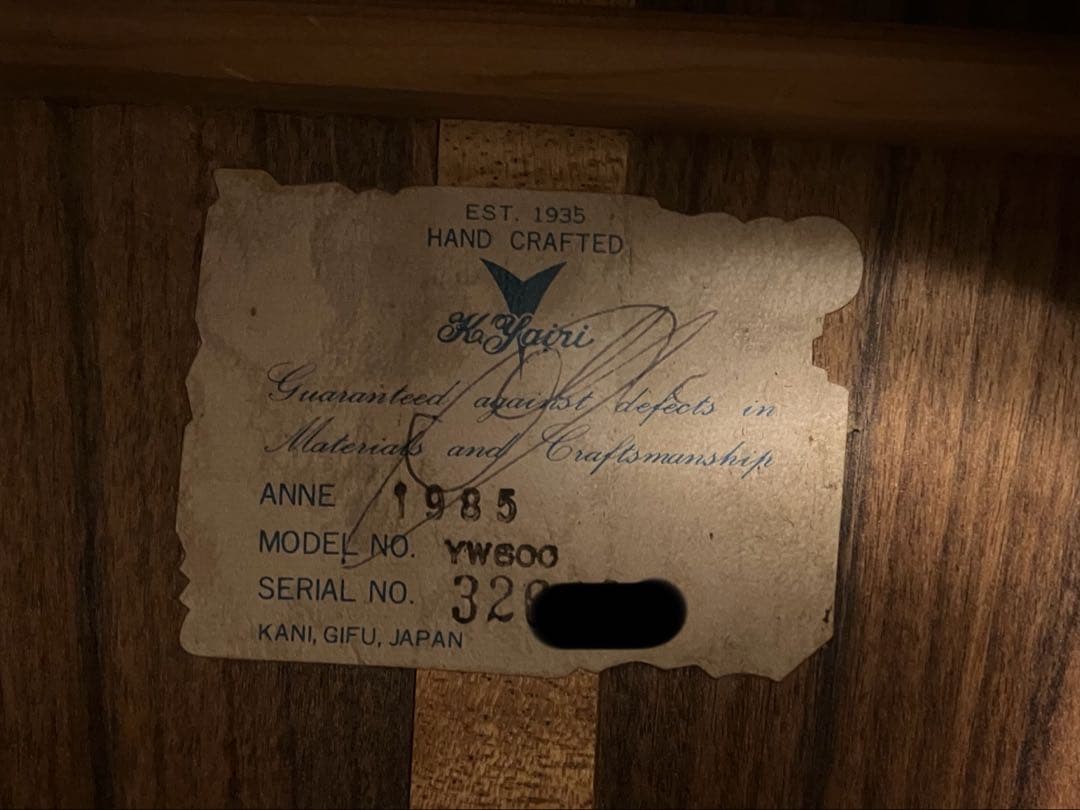 EST. 1935
HAND CRAFTED
K. Yairi
Guaranteed against defects in
Materials and Craftsmanship
ANNE 1985
MODEL NO. YW600
SERIAL NO. 32
KANI, GIFU, JAPAN